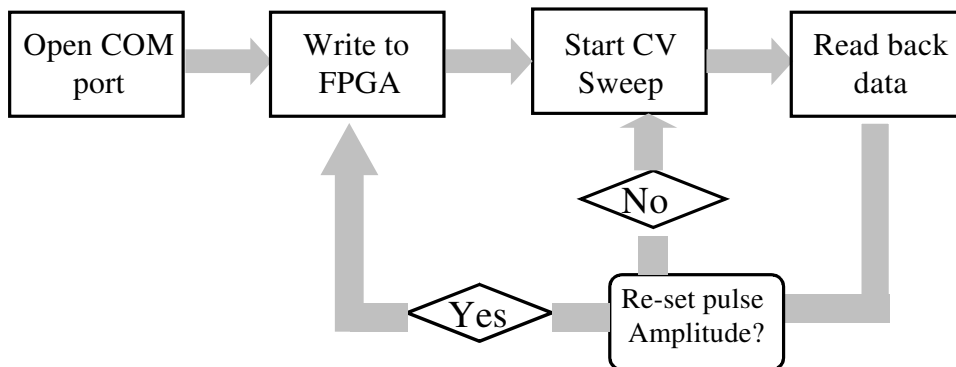 Open COM
port
Write to
FPGA
Start CV
Sweep
Read back
data
No
Yes
Re-set pulse
Amplitude?